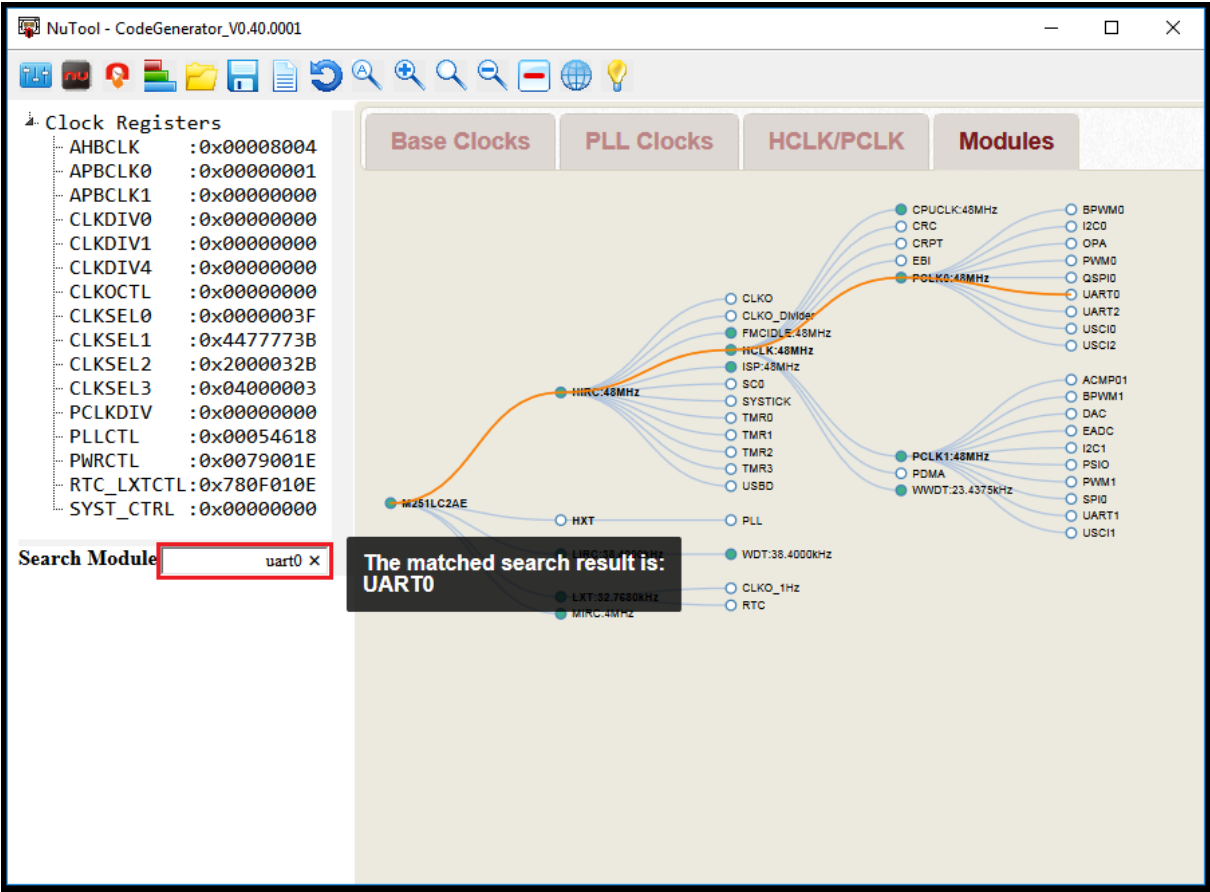 NuTool - CodeGenerator_V0.40.0001
Clock Registers
AHBCLK :0x00008004
APBCLK0 :0x00000001
APBCLK1 :0x00000000
CLKDIV0 :0x00000000
CLKDIV1 :0x00000000
CLKDIV4 :0x00000000
CLKOCTL :0x00000000
CLKSEL0 :0x0000003F
CLKSEL1 :0x4477773B
CLKSEL2 :0x2000032B
CLKSEL3 :0x04000003
PCLKDIV :0x00000000
PLLCTL :0x00054618
PWRCTL :0x0079001E
RTC_LXTCTL:0x780F010E
SYST_CTRL :0x00000000
Search Module uart0 ×
Base Clocks PLL Clocks HCLK/PCLK Modules
M251LC2AE
HIRC:48MHz
HXT
LIRC:38.4000kHz
LXT:32.7680kHz
MIRC:4MHz
CLKO
CLKO_Divider
FMCIDLE:48MHz
HCLK:48MHz
ISP:48MHz
SC0
SYSTICK
TMR0
TMR1
TMR2
TMR3
USBD
PLL
WDT:38.4000kHz
CLKO_1Hz
RTC
CPUCLK:48MHz
CRC
CRPT
EBI
PCLK0:48MHz
PCLK1:48MHz
PDMA
WWDT:23.4375kHz
BPWM0
I2C0
OPA
PWM0
QSPI0
UART0
UART2
USCI0
USCI2
ACMP01
BPWM1
DAC
EADC
I2C1
PSIO
PWM1
SPI0
UART1
USCI1
The matched search result is:
UART0